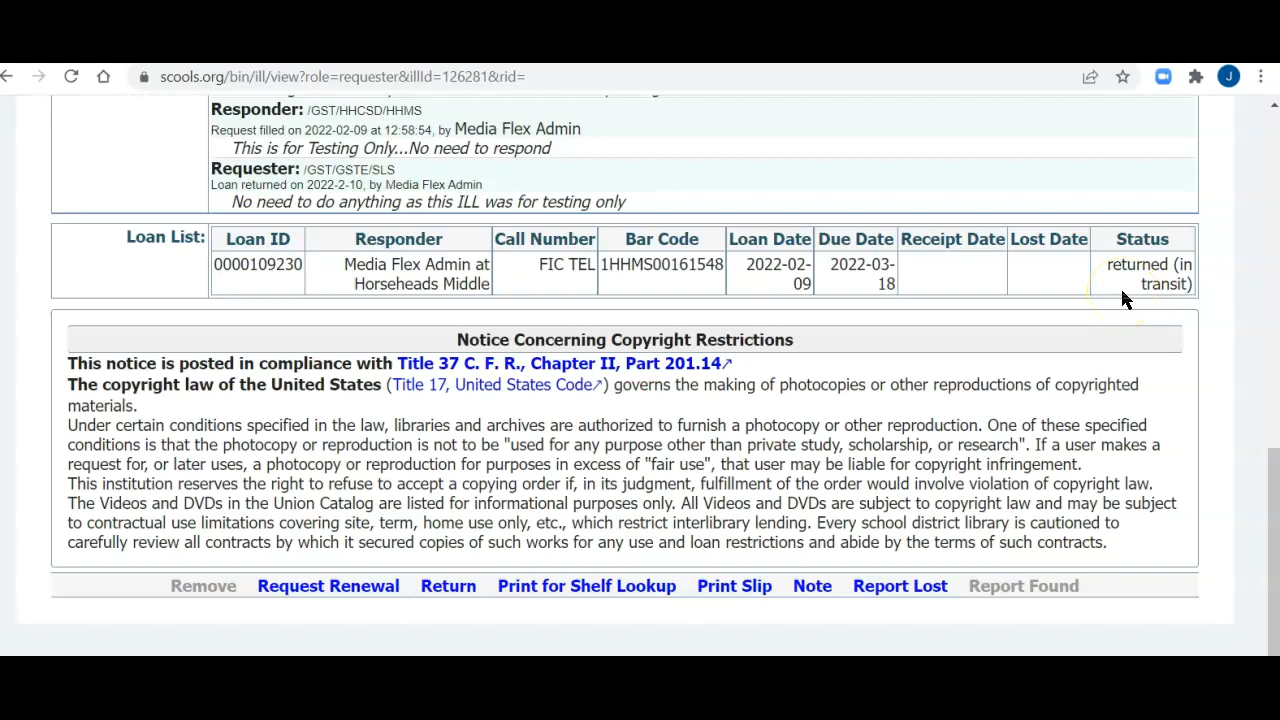 scools.org/bin/ill/view?role=requester&illId=126281&rid=
J
Responder: /GST/HHCSD/HHMS
Request filled on 2022-02-09 at 12:58:54, by Media Flex Admin
This is for Testing Only...No need to respond
Requester: /GST/GSTE/SLS
Loan returned on 2022-2-10, by Media Flex Admin
No need to do anything as this ILL was for testing only
Loan List: Loan ID Responder Call Number Bar Code Loan Date Due Date Receipt Date Lost Date Status
0000109230 Media Flex Admin at FIC TEL 1HHMS00161548 2022-02- 2022-03- returned (in
Horseheads Middle 09 18 transit)
Notice Concerning Copyright Restrictions
This notice is posted in compliance with Title 37 C. F. R., Chapter II, Part 201.14
The copyright law of the United States (Title 17, United States Code) governs the making of photocopies or other reproductions of copyrighted
materials.
Under certain conditions specified in the law, libraries and archives are authorized to furnish a photocopy or other reproduction. One of these specified
conditions is that the photocopy or reproduction is not to be "used for any purpose other than private study, scholarship, or research". If a user makes a
request for, or later uses, a photocopy or reproduction for purposes in excess of "fair use", that user may be liable for copyright infringement.
This institution reserves the right to refuse to accept a copying order if, in its judgment, fulfillment of the order would involve violation of copyright law.
The Videos and DVDs in the Union Catalog are listed for informational purposes only. All Videos and DVDs are subject to copyright law and may be subject
to contractual use limitations covering site, term, home use only, etc., which restrict interlibrary lending. Every school district library is cautioned to
carefully review all contracts by which it secured copies of such works for any use and loan restrictions and abide by the terms of such contracts.
Remove Request Renewal Return Print for Shelf Lookup Print Slip Note Report Lost Report Found